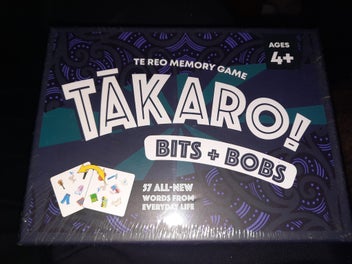 AGES
4+
TE REO MEMORY GAME
TĀKARO!
BITS + BOBS
57 ALL-NEW
WORDS FROM
EVERYDAY LIFE